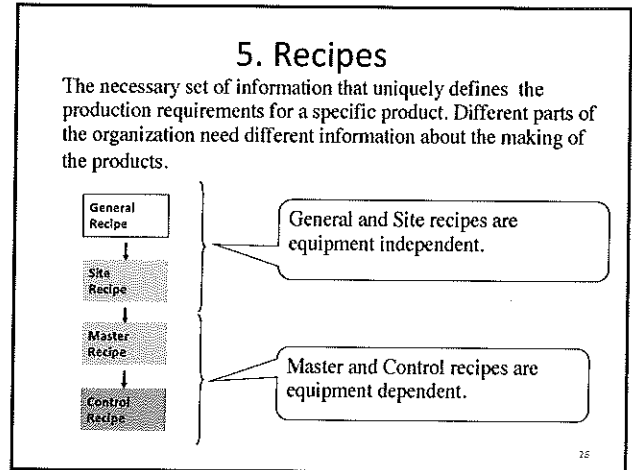 5. Recipes
The necessary set of information that uniquely defines the
production requirements for a specific product. Different parts of
the organization need different information about the making of
the products.
General
Recipe
General and Site recipes are
equipment independent.
Site
Recipe
Master
Recipe
Master and Control recipes are
equipment dependent.
Control
Recipe